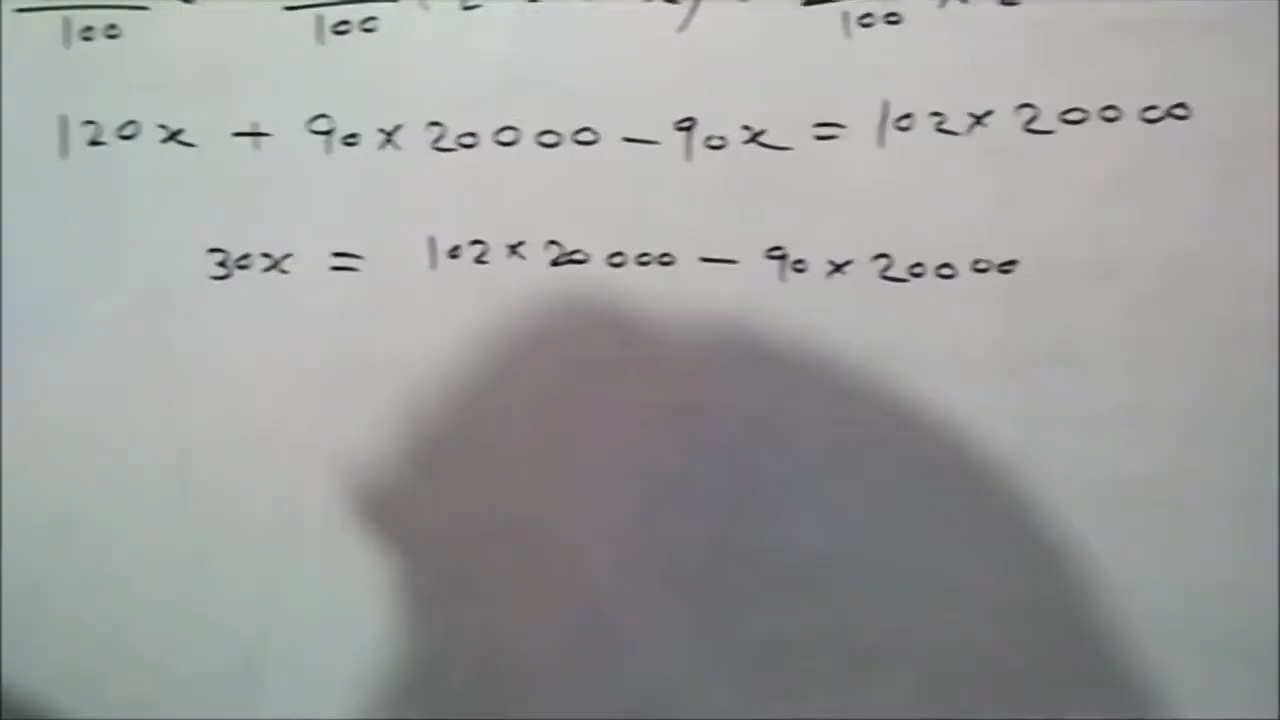 100 100 100
120x + 90 × 20000 - 90x = 102 × 20000
30x = 102 × 20000 - 90 × 20000